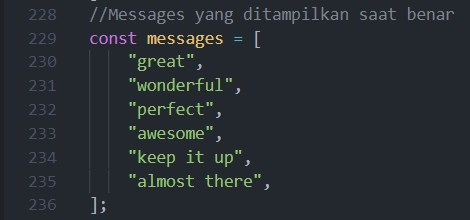 228 //Messages yang ditampilkan saat benar
229 const messages = [
230 "great",
231 "wonderful",
232 "perfect",
233 "awesome",
234 "keep it up",
235 "almost there",
236 ];